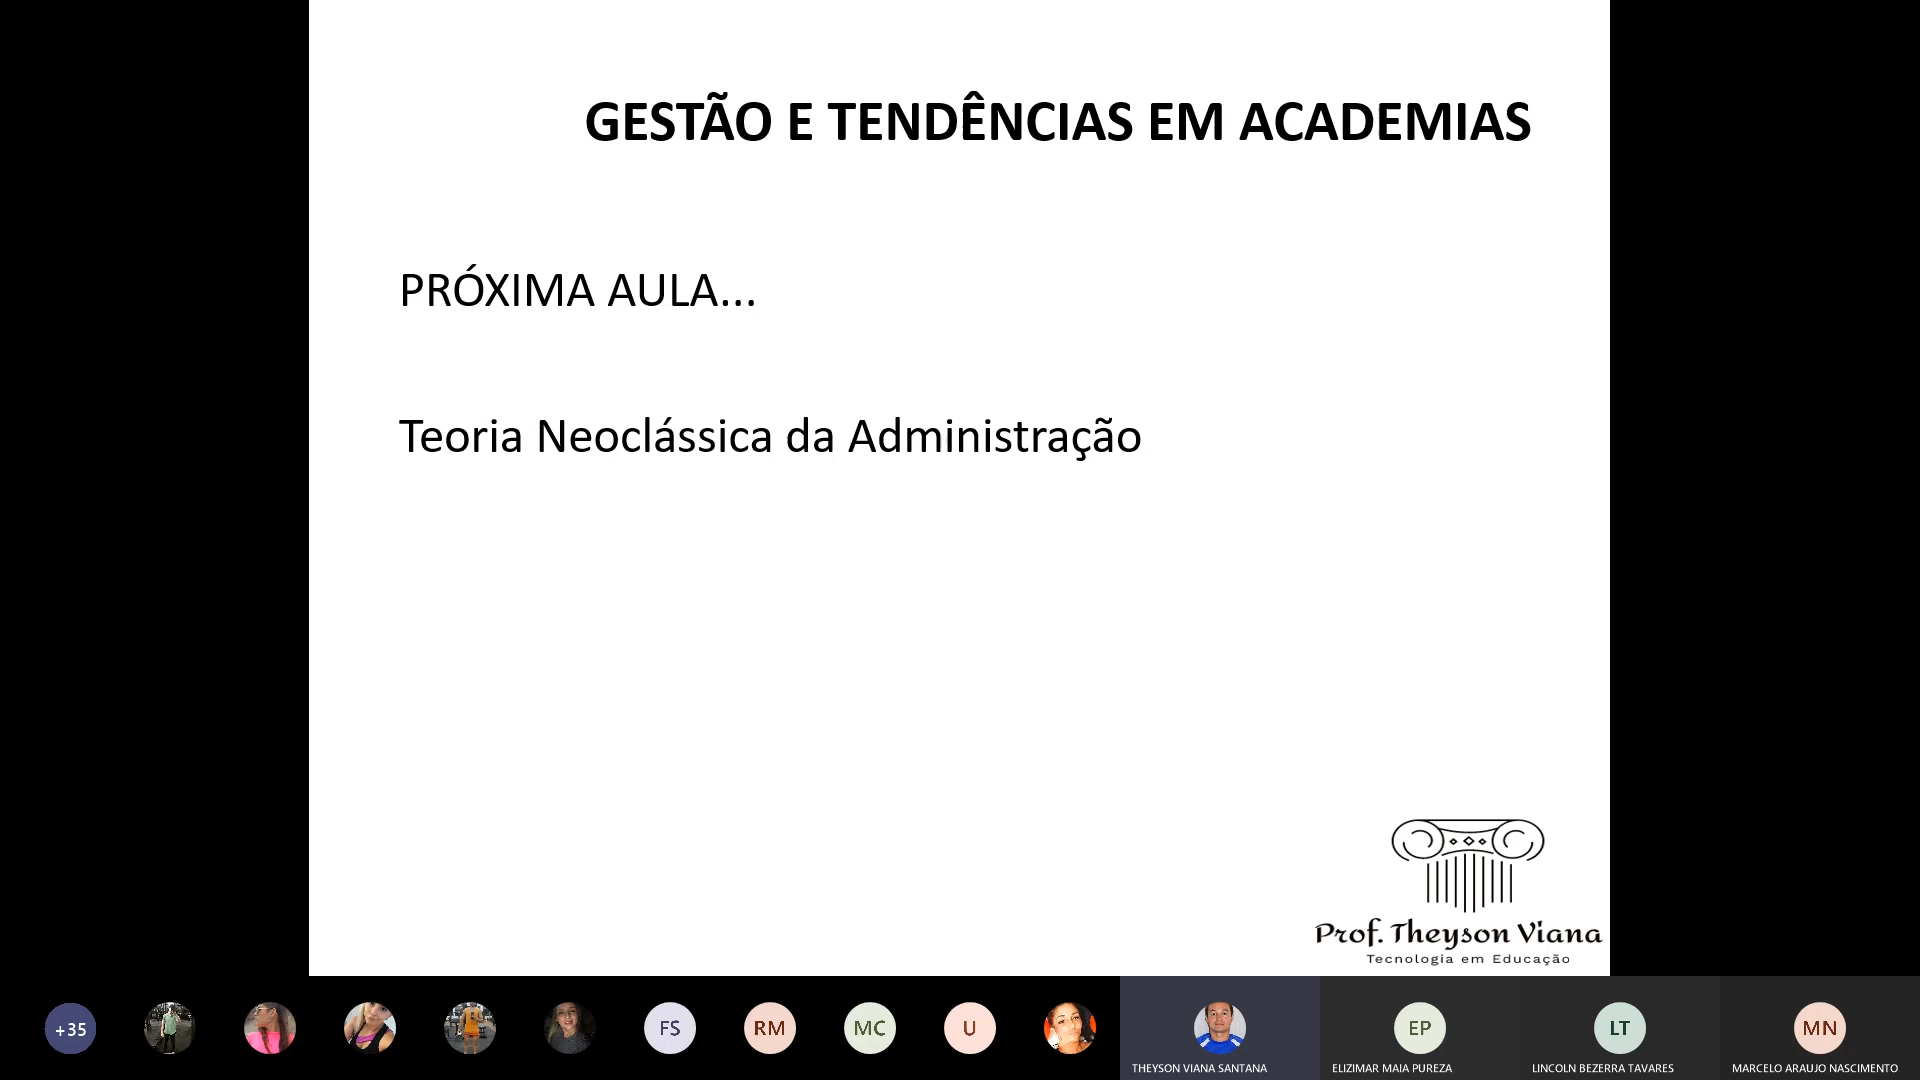 GESTÃO E TENDÊNCIAS EM ACADEMIAS
PRÓXIMA AULA...
Teoria Neoclássica da Administração
Prof. Theyson Viana
Tecnologia em Educação
+35
FS
RM
MC
U
EP
LT
MN
THEYSON VIANA SANTANA
ELIZIMAR MAIA PUREZA
LINCOLN BEZERRA TAVARES
MARCELO ARAUJO NASCIMENTO